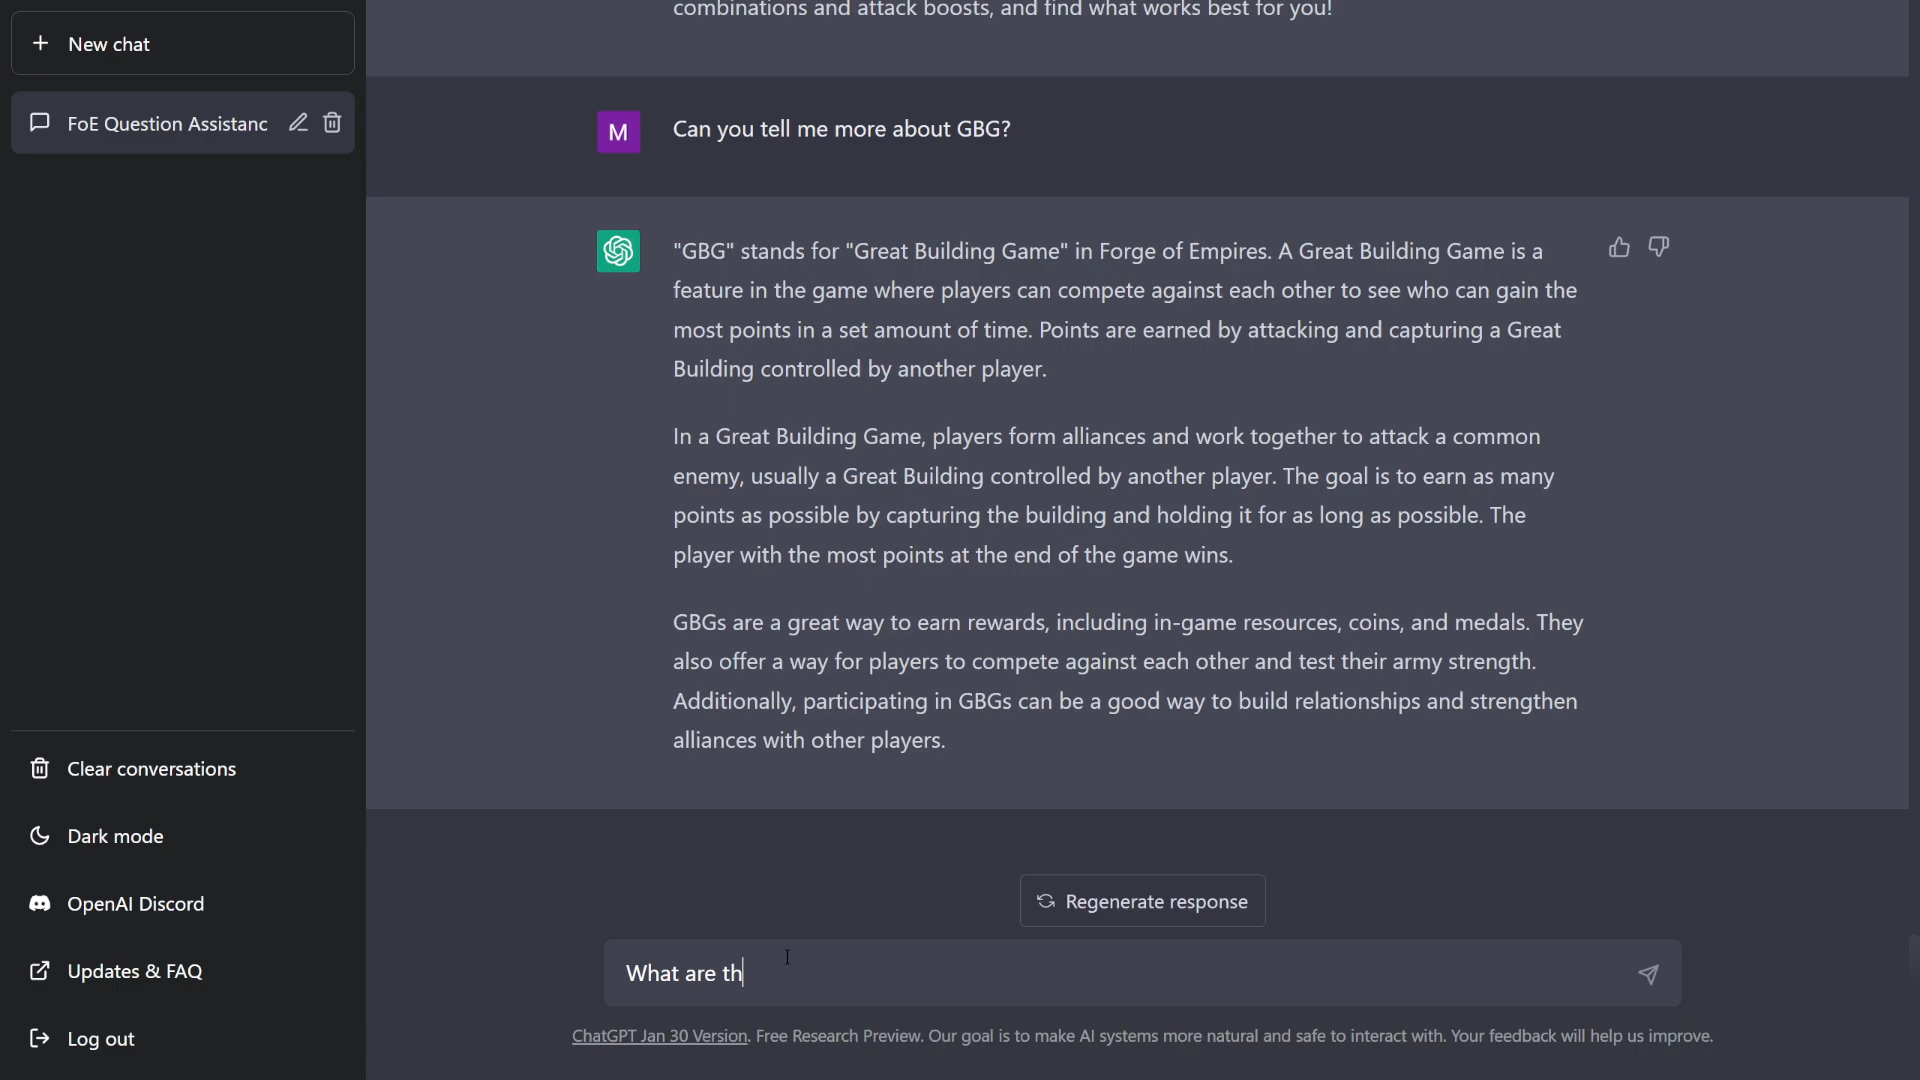 New chat
FoE Question Assistanc
Clear conversations
Dark mode
OpenAI Discord
Updates & FAQ
Log out
combinations and attack boosts, and find what works best for you!
M
Can you tell me more about GBG?
"GBG" stands for "Great Building Game" in Forge of Empires. A Great Building Game is a
feature in the game where players can compete against each other to see who can gain the
most points in a set amount of time. Points are earned by attacking and capturing a Great
Building controlled by another player.
In a Great Building Game, players form alliances and work together to attack a common
enemy, usually a Great Building controlled by another player. The goal is to earn as many
points as possible by capturing the building and holding it for as long as possible. The
player with the most points at the end of the game wins.
GBGs are a great way to earn rewards, including in-game resources, coins, and medals. They
also offer a way for players to compete against each other and test their army strength.
Additionally, participating in GBGs can be a good way to build relationships and strengthen
alliances with other players.
Regenerate response
What are th
ChatGPT Jan 30 Version. Free Research Preview. Our goal is to make AI systems more natural and safe to interact with. Your feedback will help us improve.